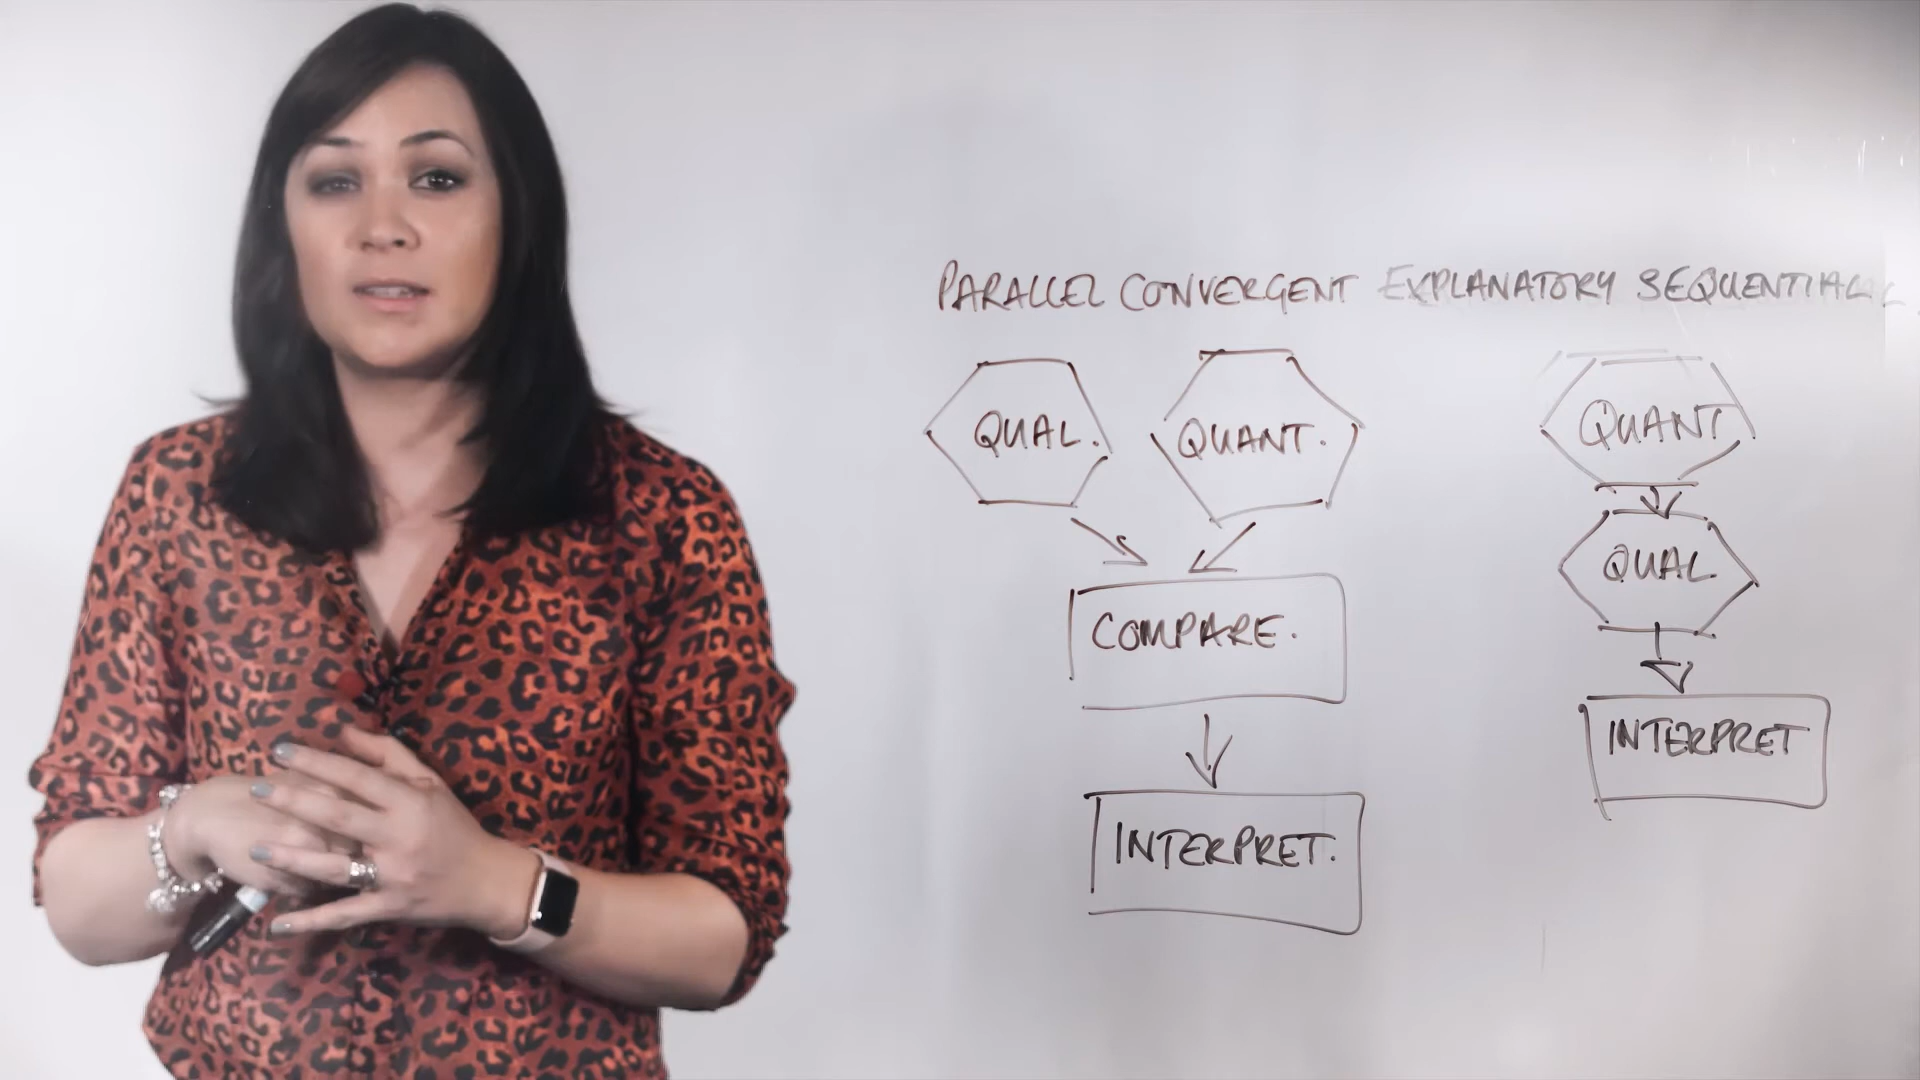 PARALLEL CONVERGENT
QUAL. QUANT.
COMPARE.
INTERPRET.
EXPLANATORY SEQUENTIAL
QUANT
QUAL
INTERPRET